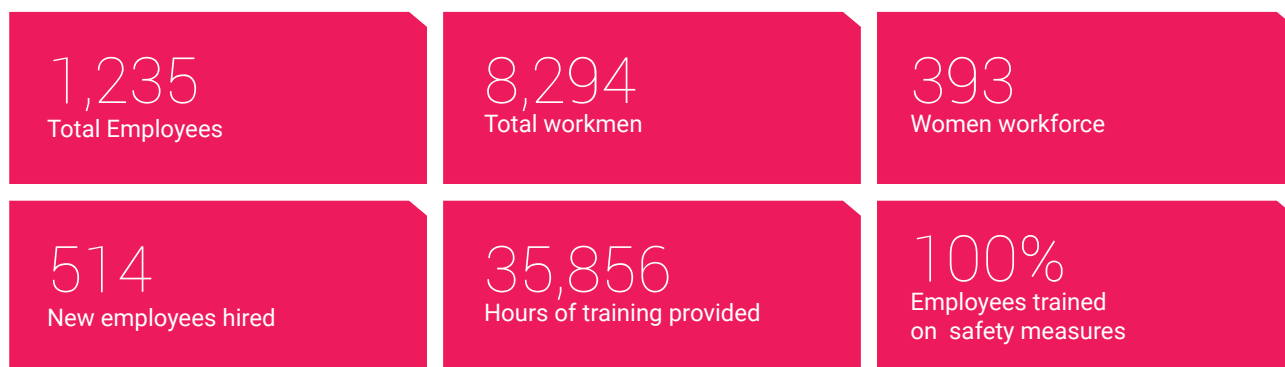 1,235
Total Employees
8,294
Total workmen
393
Women workforce
514
New employees hired
35,856
Hours of training provided
100%
Employees trained
on safety measures